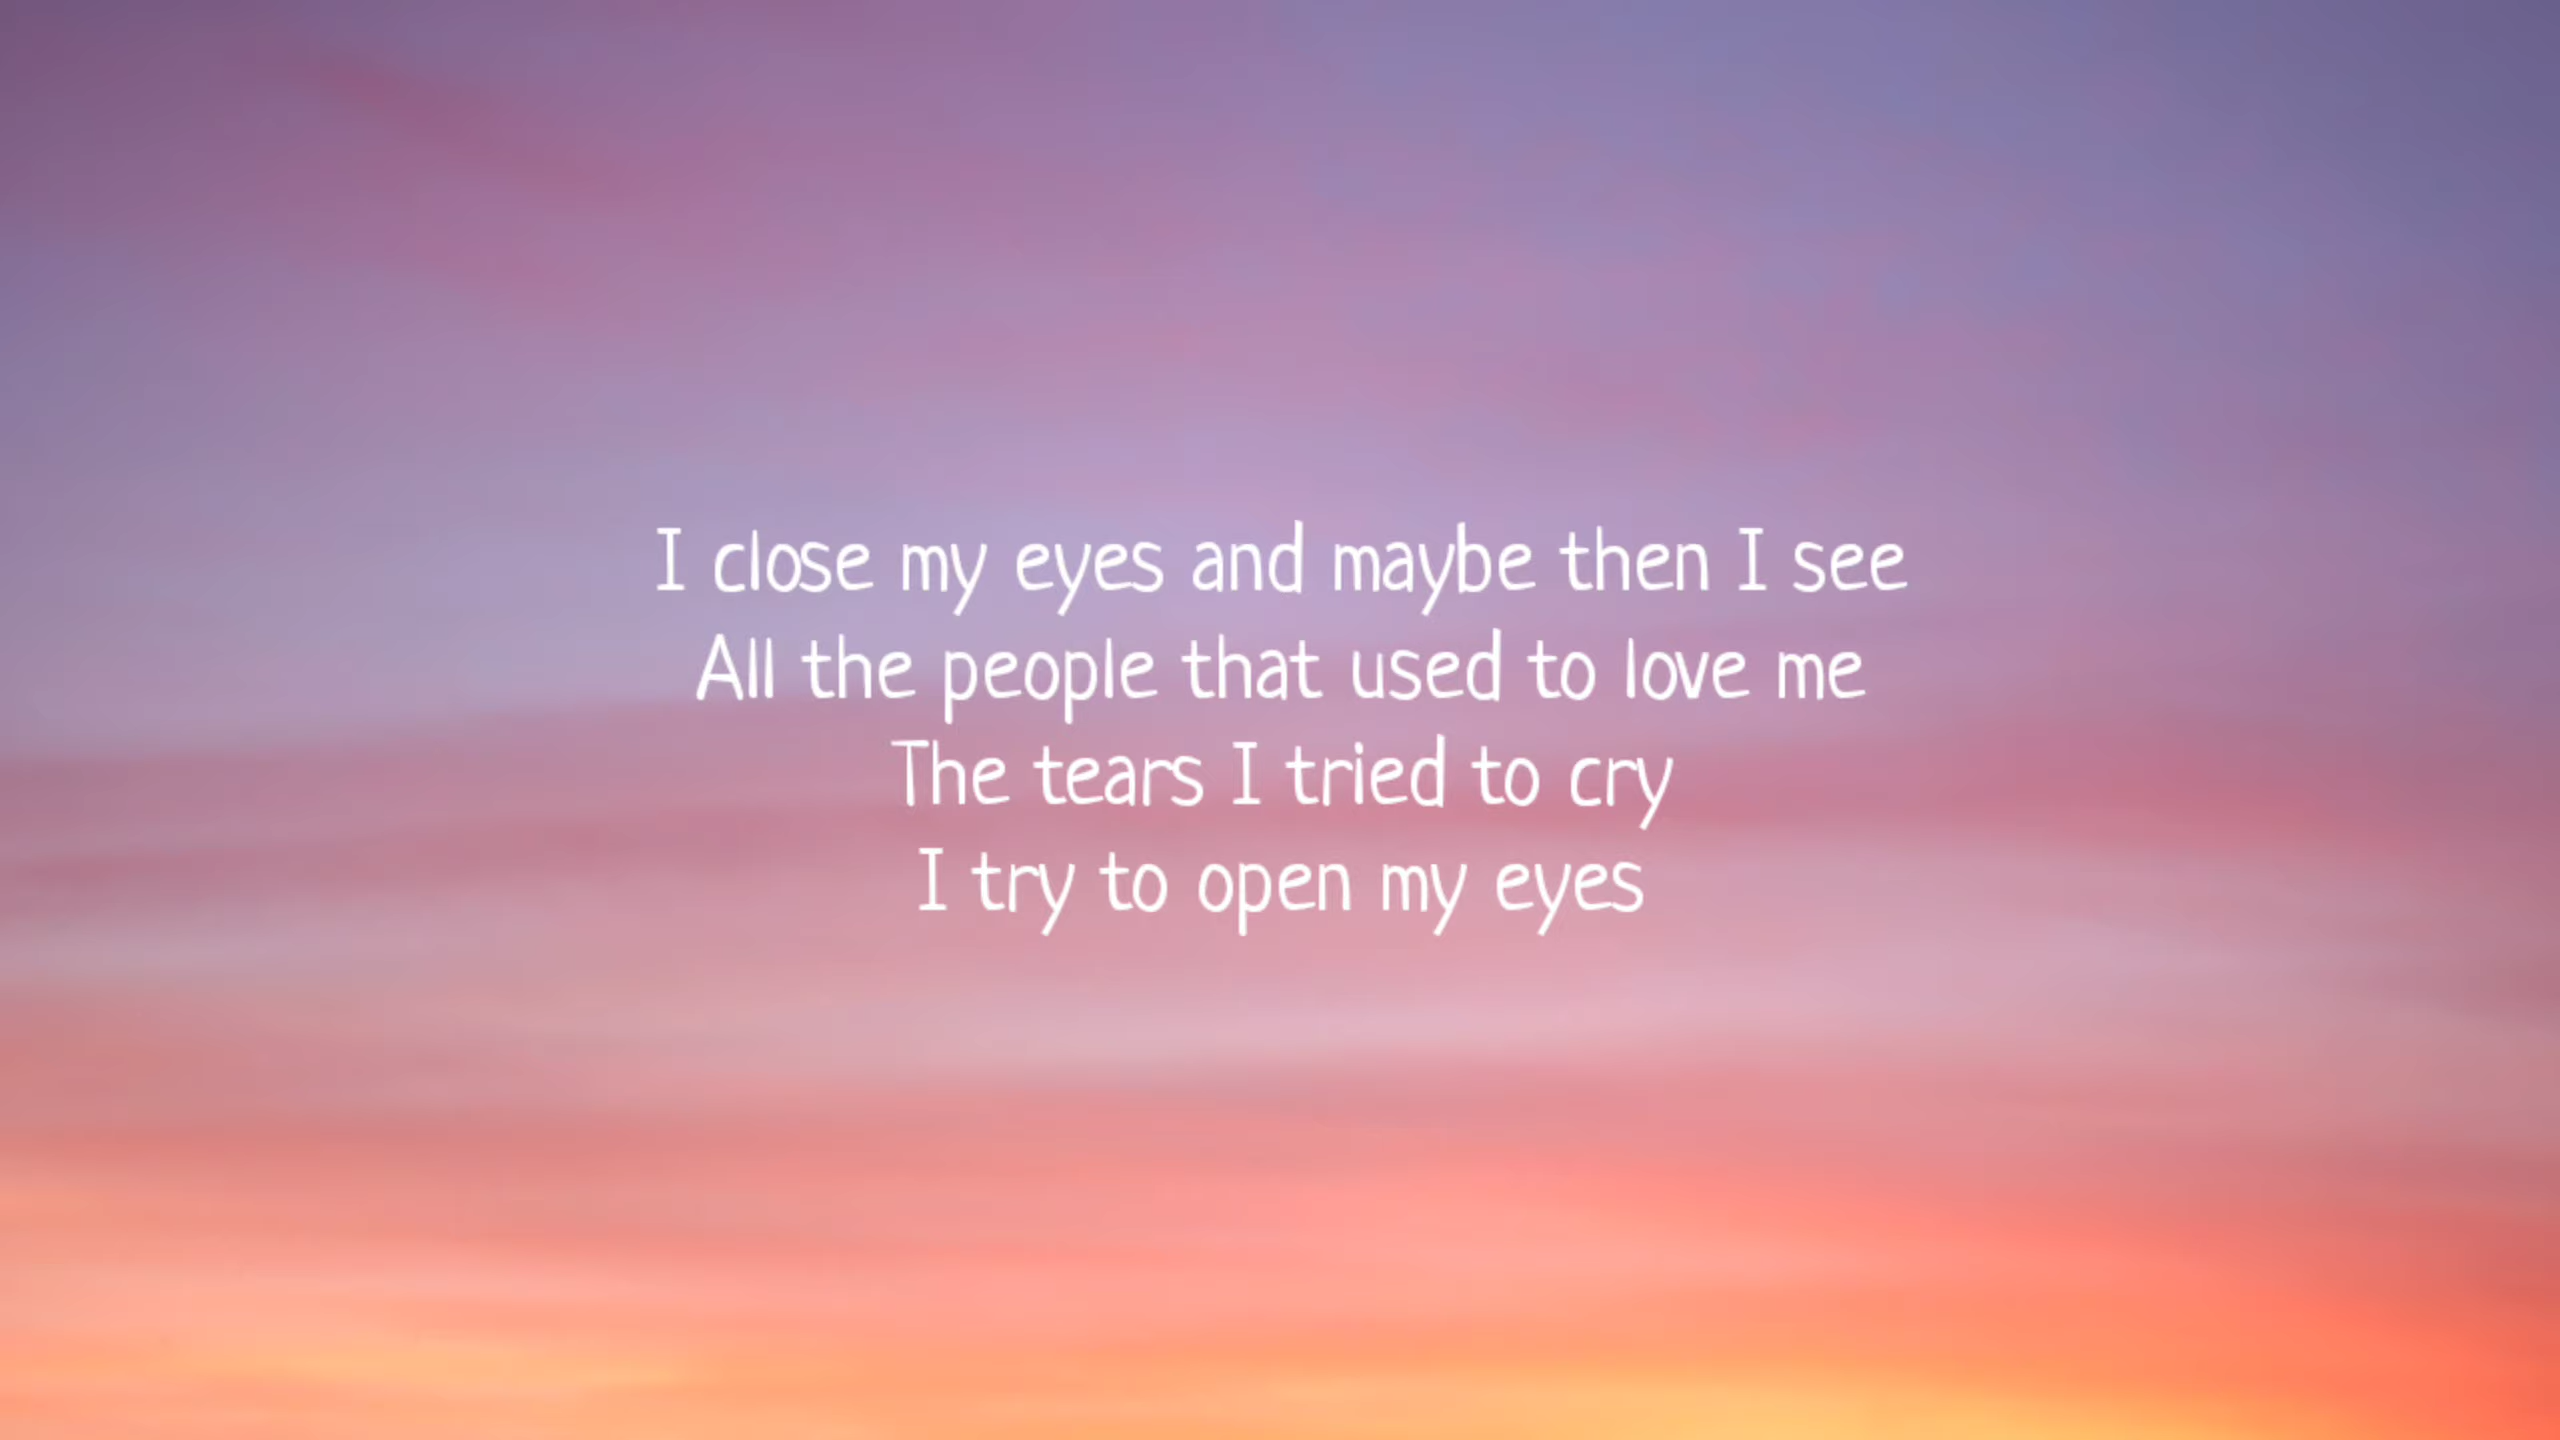 I close my eyes and maybe then I see
All the people that used to love me
The tears I tried to cry
I try to open my eyes